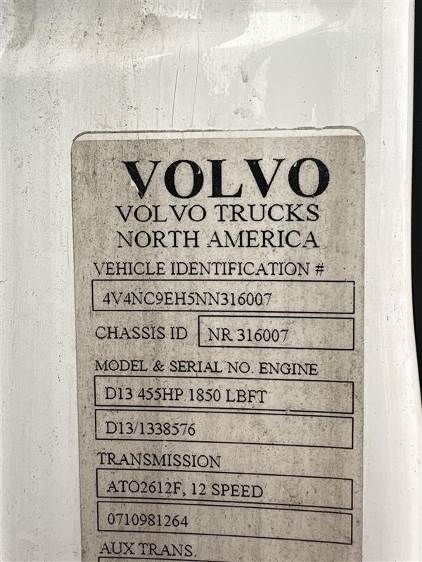 VOLVO
VOLVO TRUCKS
NORTH AMERICA
VEHICLE IDENTIFICATION #
4V4NC9EH5NN316007
CHASSIS ID NR 316007
MODEL & SERIAL NO. ENGINE
D13 455HP 1850 LBFT
D13/1338576
TRANSMISSION
ATO2612F, 12 SPEED
0710981264
AUX TRANS.